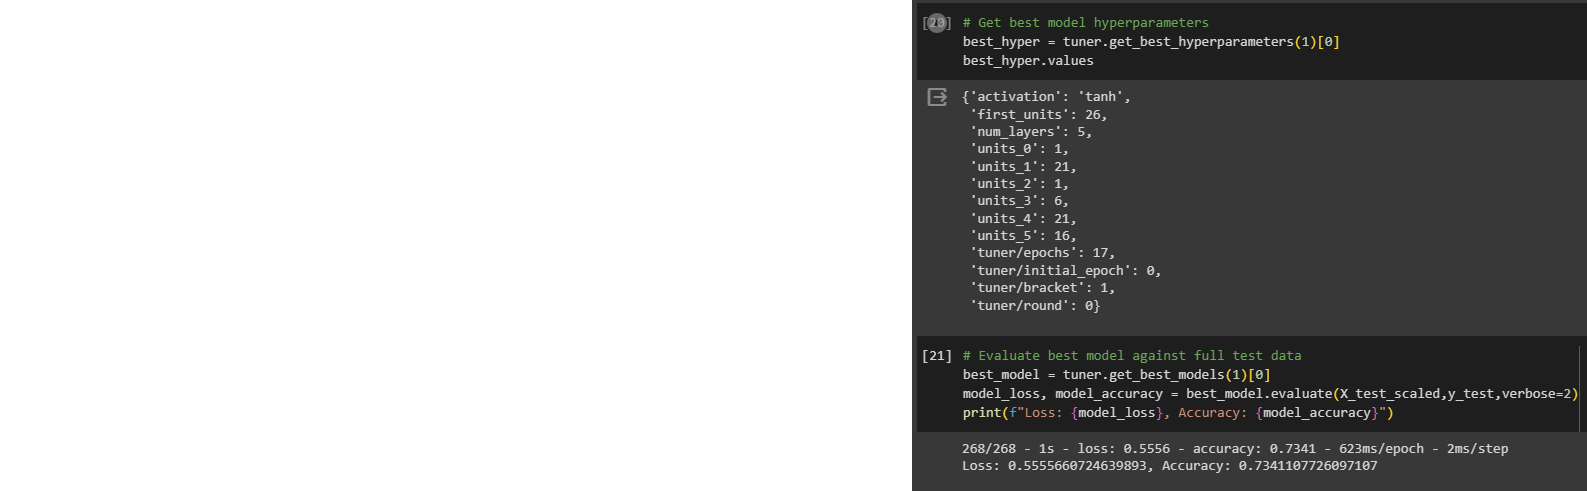 [23] # Get best model hyperparameters
best_hyper = tuner.get_best_hyperparameters(1)[0]
best_hyper.values
{'activation': 'tanh',
 'first_units': 26,
 'num_layers': 5,
 'units_0': 1,
 'units_1': 21,
 'units_2': 1,
 'units_3': 6,
 'units_4': 21,
 'units_5': 16,
 'tuner/epochs': 17,
 'tuner/initial_epoch': 0,
 'tuner/bracket': 1,
 'tuner/round': 0}
[21] # Evaluate best model against full test data
best_model = tuner.get_best_models(1)[0]
model_loss, model_accuracy = best_model.evaluate(X_test_scaled,y_test,verbose=2)
print(f"Loss: {model_loss}, Accuracy: {model_accuracy}")
268/268 - 1s - loss: 0.5556 - accuracy: 0.7341 - 623ms/epoch - 2ms/step
Loss: 0.5555660724639893, Accuracy: 0.7341107726097107